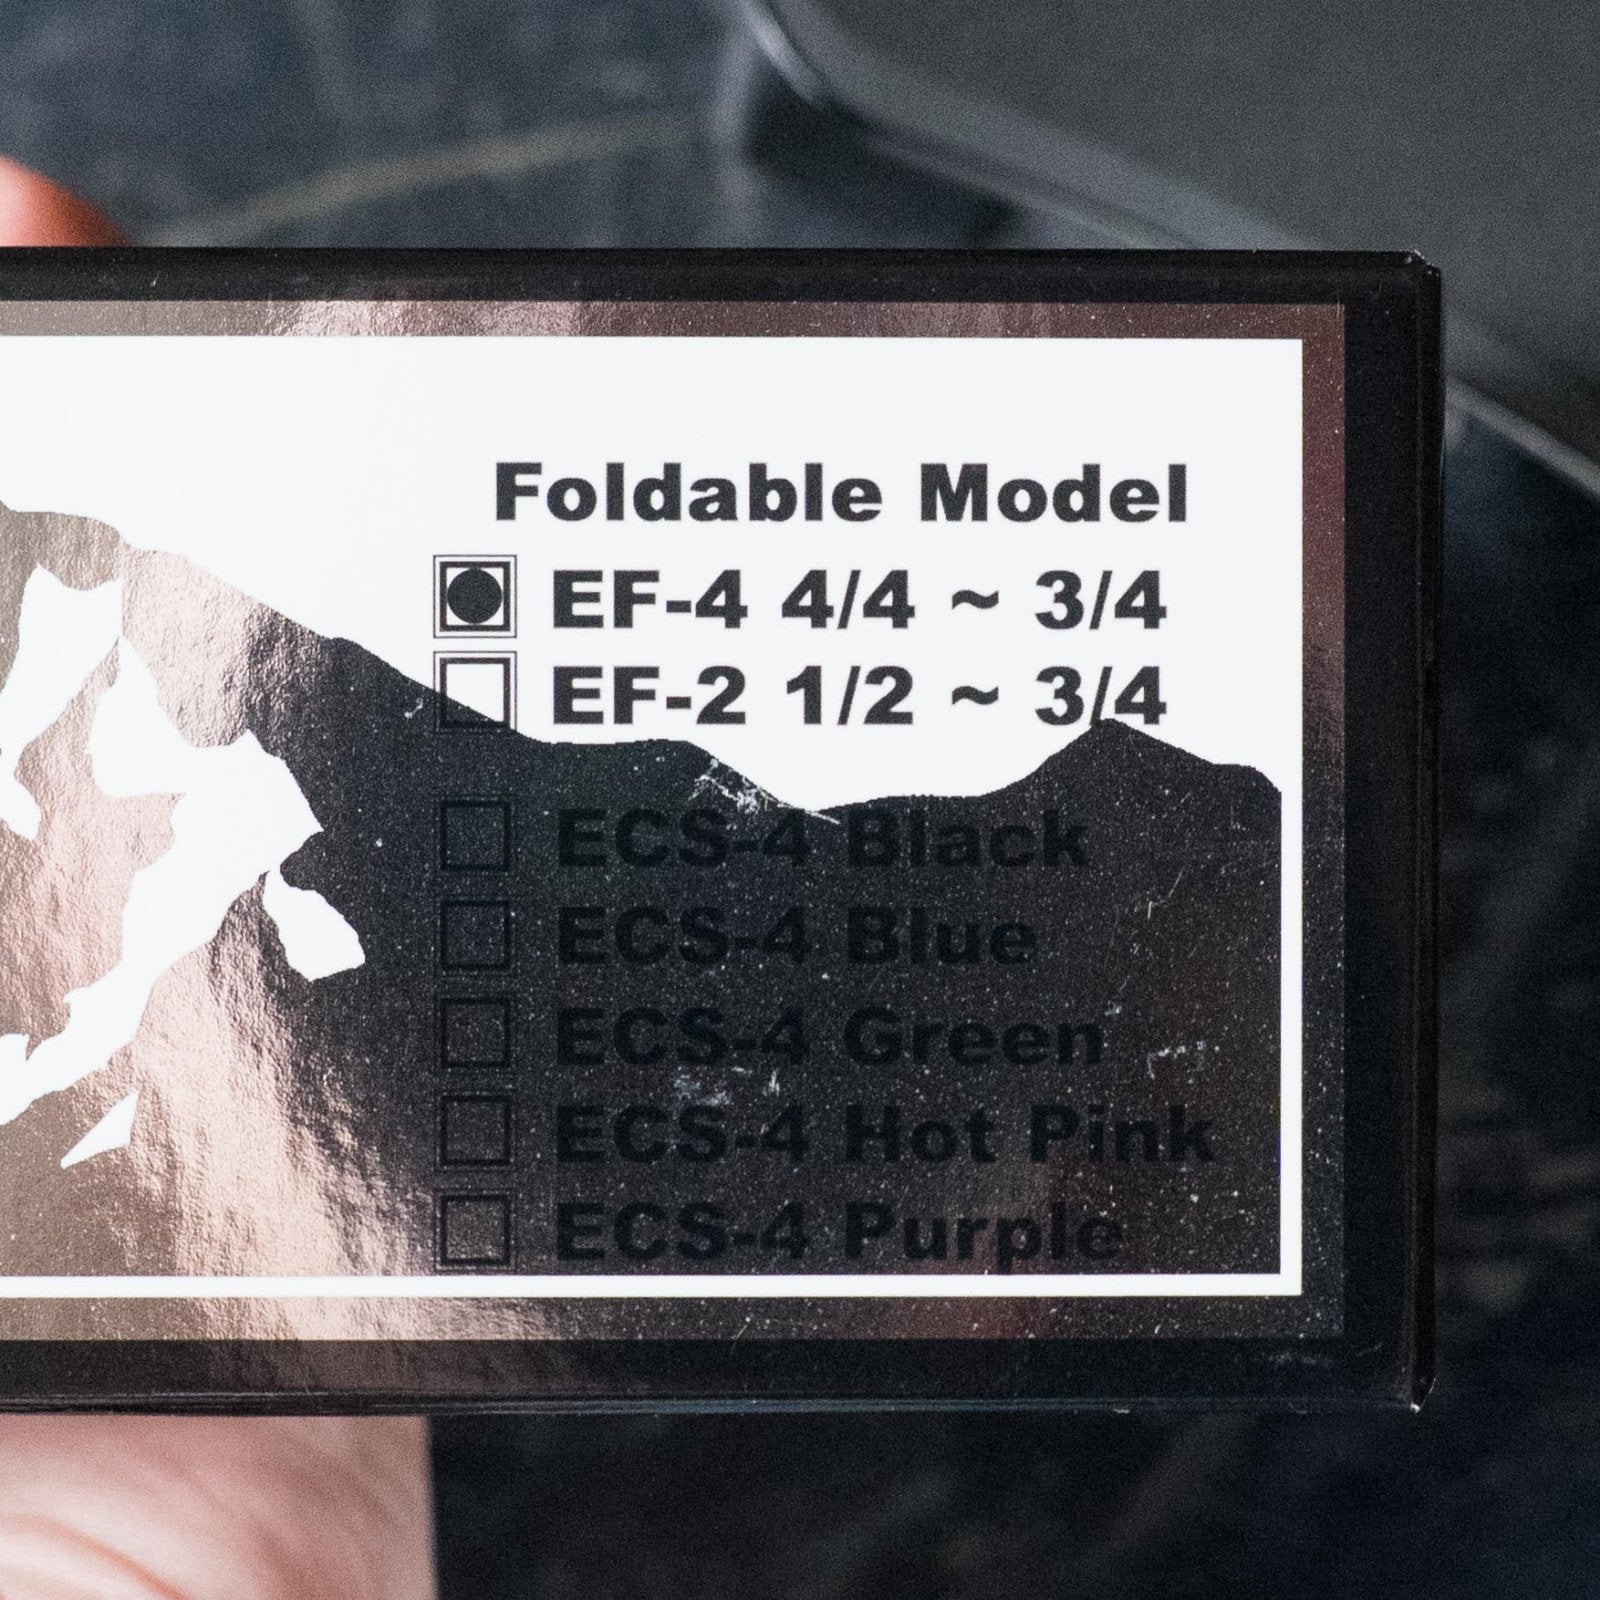 Foldable Model
EF-4 4/4 ~ 3/4
EF-2 1/2 ~ 3/4
ECS-4 Black
ECS-4 Blue
ECS-4 Green
ECS-4 Hot Pink
ECS-4 Purple